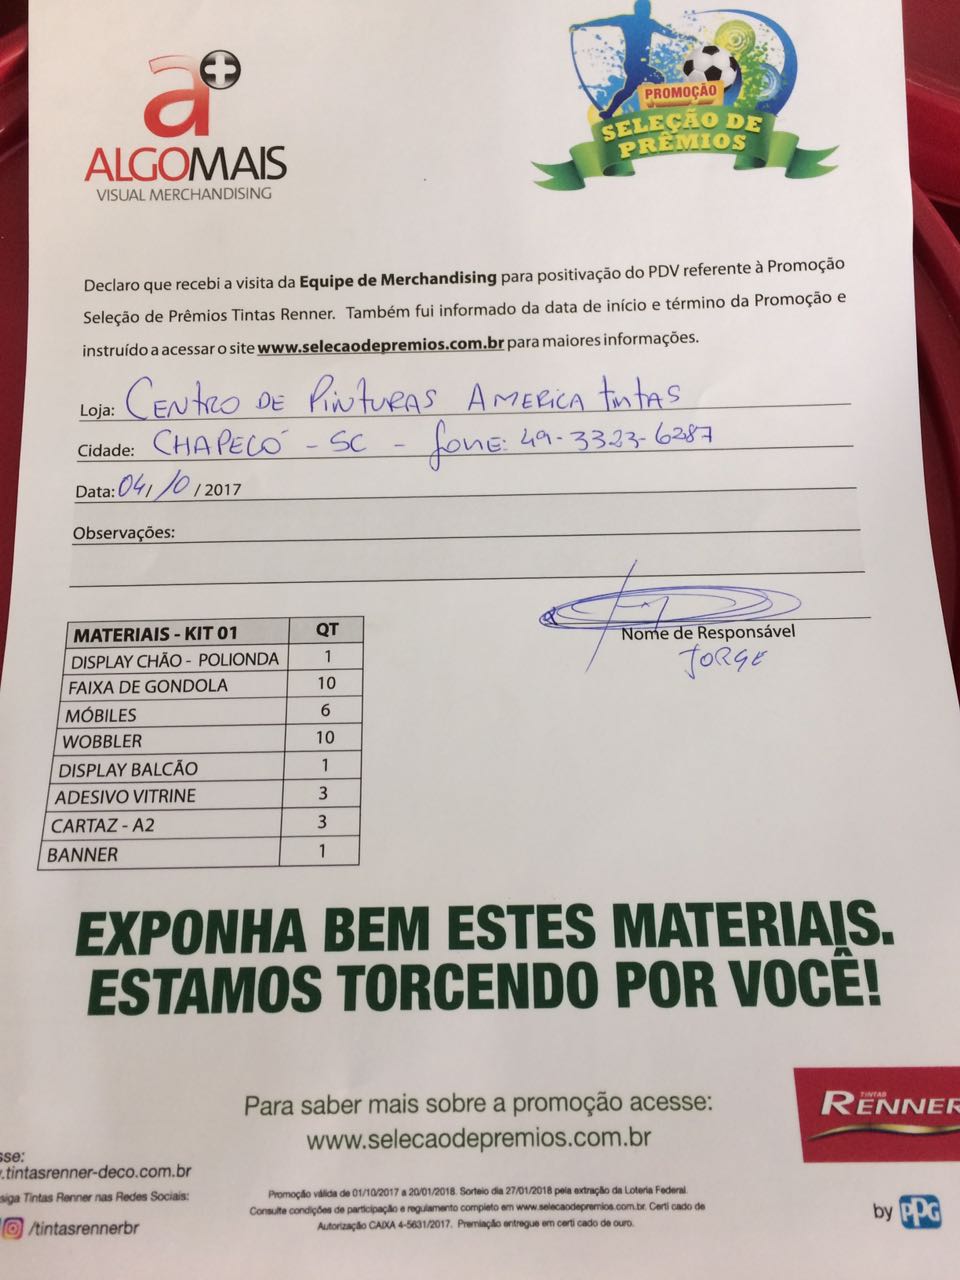 a+
ALGOMAIS
VISUAL MERCHANDISING
PROMOÇÃO
SELEÇÃO DE
PRÊMIOS
Declaro que recebi a visita da Equipe de Merchandising para positivação do PDV referente à Promoção
Seleção de Prêmios Tintas Renner. Também fui informado da data de início e término da Promoção e
instruído a acessar o site www.selecaodepremios.com.br para maiores informações.
Loja: CENTRO DE PINTURAS AMERICA TINTAS
Cidade: CHAPECÓ - SC - fone: 49-3323-6287
Data: 04/10/2017
Observações:
Nome de Responsável
JORGE
MATERIAIS - KIT 01 QT
DISPLAY CHÃO - POLIONDA 1
FAIXA DE GONDOLA 10
MÓBILES 6
WOBBLER 10
DISPLAY BALCÃO 1
ADESIVO VITRINE 3
CARTAZ - A2 3
BANNER 1
EXPONHA BEM ESTES MATERIAIS.
ESTAMOS TORCENDO POR VOCÊ!
Para saber mais sobre a promoção acesse:
www.selecaodepremios.com.br
TINTAS
RENNER
sse:
.tintasrenner-deco.com.br
siga Tintas Renner nas Redes Sociais:
/tintasrennerbr
Promoção válida de 01/10/2017 a 20/01/2018. Sorteio dia 27/01/2018 pela extração da Loteria Federal.
Consulte condições de participação e regulamento completo em www.selecaodepremios.com.br. Certi cado de
Autorização CAIXA 4-5631/2017. Premiação entregue em certi cado de ouro.
by PPG